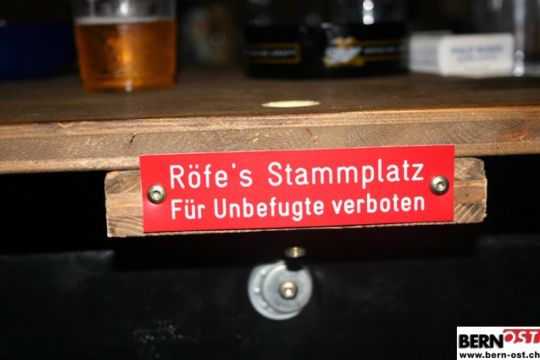 Röfe's Stammplatz
Für Unbefugte verboten
BERNOST
www.bern-ost.ch